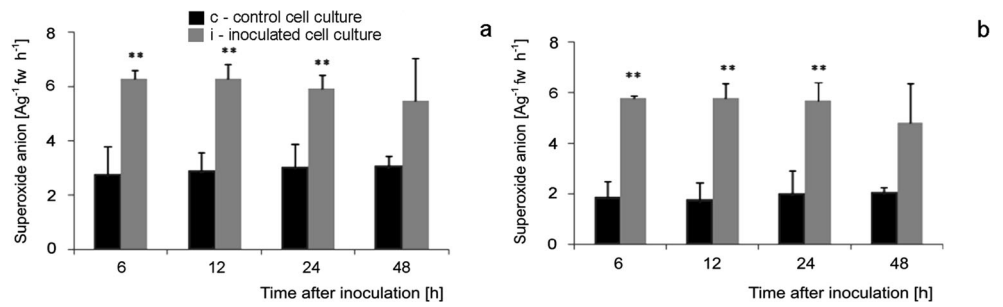 c - control cell culture
i - inoculated cell culture
a
Superoxide anion [Ag⁻¹ fw h⁻¹]
8
6
4
2
0
** ** **
6 12 24 48
Time after inoculation [h]
b
Superoxide anion [Ag⁻¹ fw h⁻¹]
8
6
4
2
0
** ** **
6 12 24 48
Time after inoculation [h]